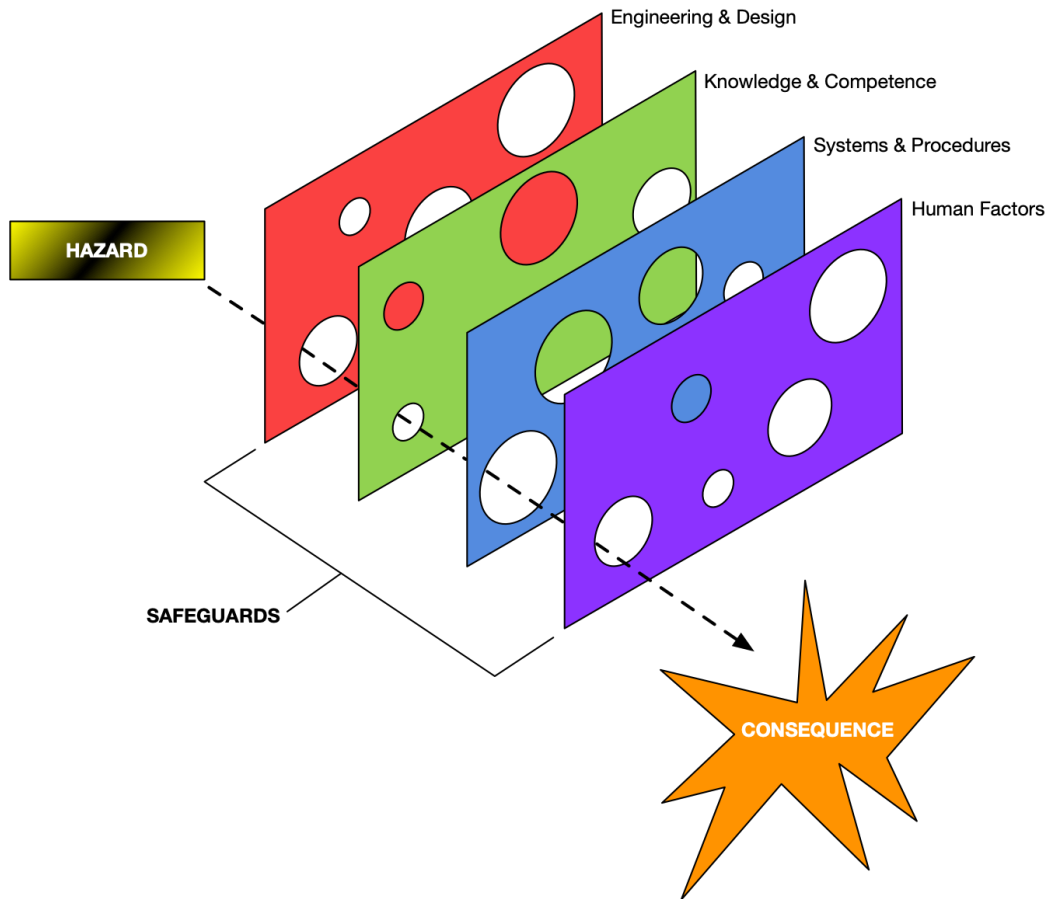 Engineering & Design
Knowledge & Competence
Systems & Procedures
Human Factors
HAZARD
SAFEGUARDS
CONSEQUENCE